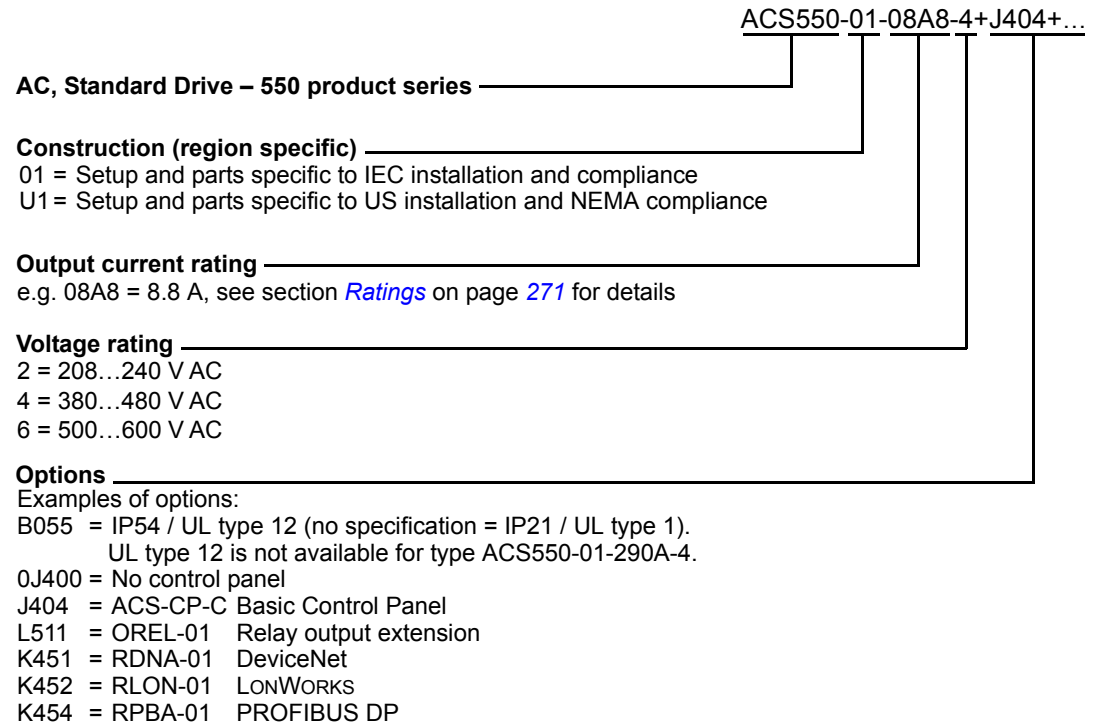 ACS550-01-08A8-4+J404+…
AC, Standard Drive – 550 product series
Construction (region specific)
01 = Setup and parts specific to IEC installation and compliance
U1 = Setup and parts specific to US installation and NEMA compliance
Output current rating
e.g. 08A8 = 8.8 A, see section Ratings on page 271 for details
Voltage rating
2 = 208…240 V AC
4 = 380…480 V AC
6 = 500…600 V AC
Options
Examples of options:
B055 = IP54 / UL type 12 (no specification = IP21 / UL type 1).
UL type 12 is not available for type ACS550-01-290A-4.
0J400 = No control panel
J404 = ACS-CP-C Basic Control Panel
L511 = OREL-01 Relay output extension
K451 = RDNA-01 DeviceNet
K452 = RLON-01 LONWORKS
K454 = RPBA-01 PROFIBUS DP